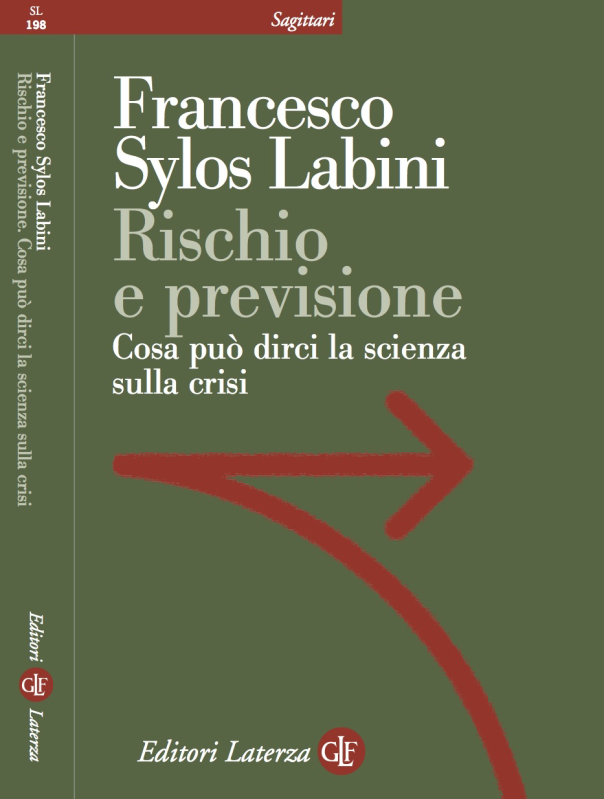 SL
198
Sagittari
Francesco
Sylos Labini
Rischio
e previsione
Cosa può dirci la scienza
sulla crisi
Editori Laterza GLF
Francesco Sylos Labini
Rischio e previsione. Cosa può dirci la scienza sulla crisi
Editori GLF Laterza